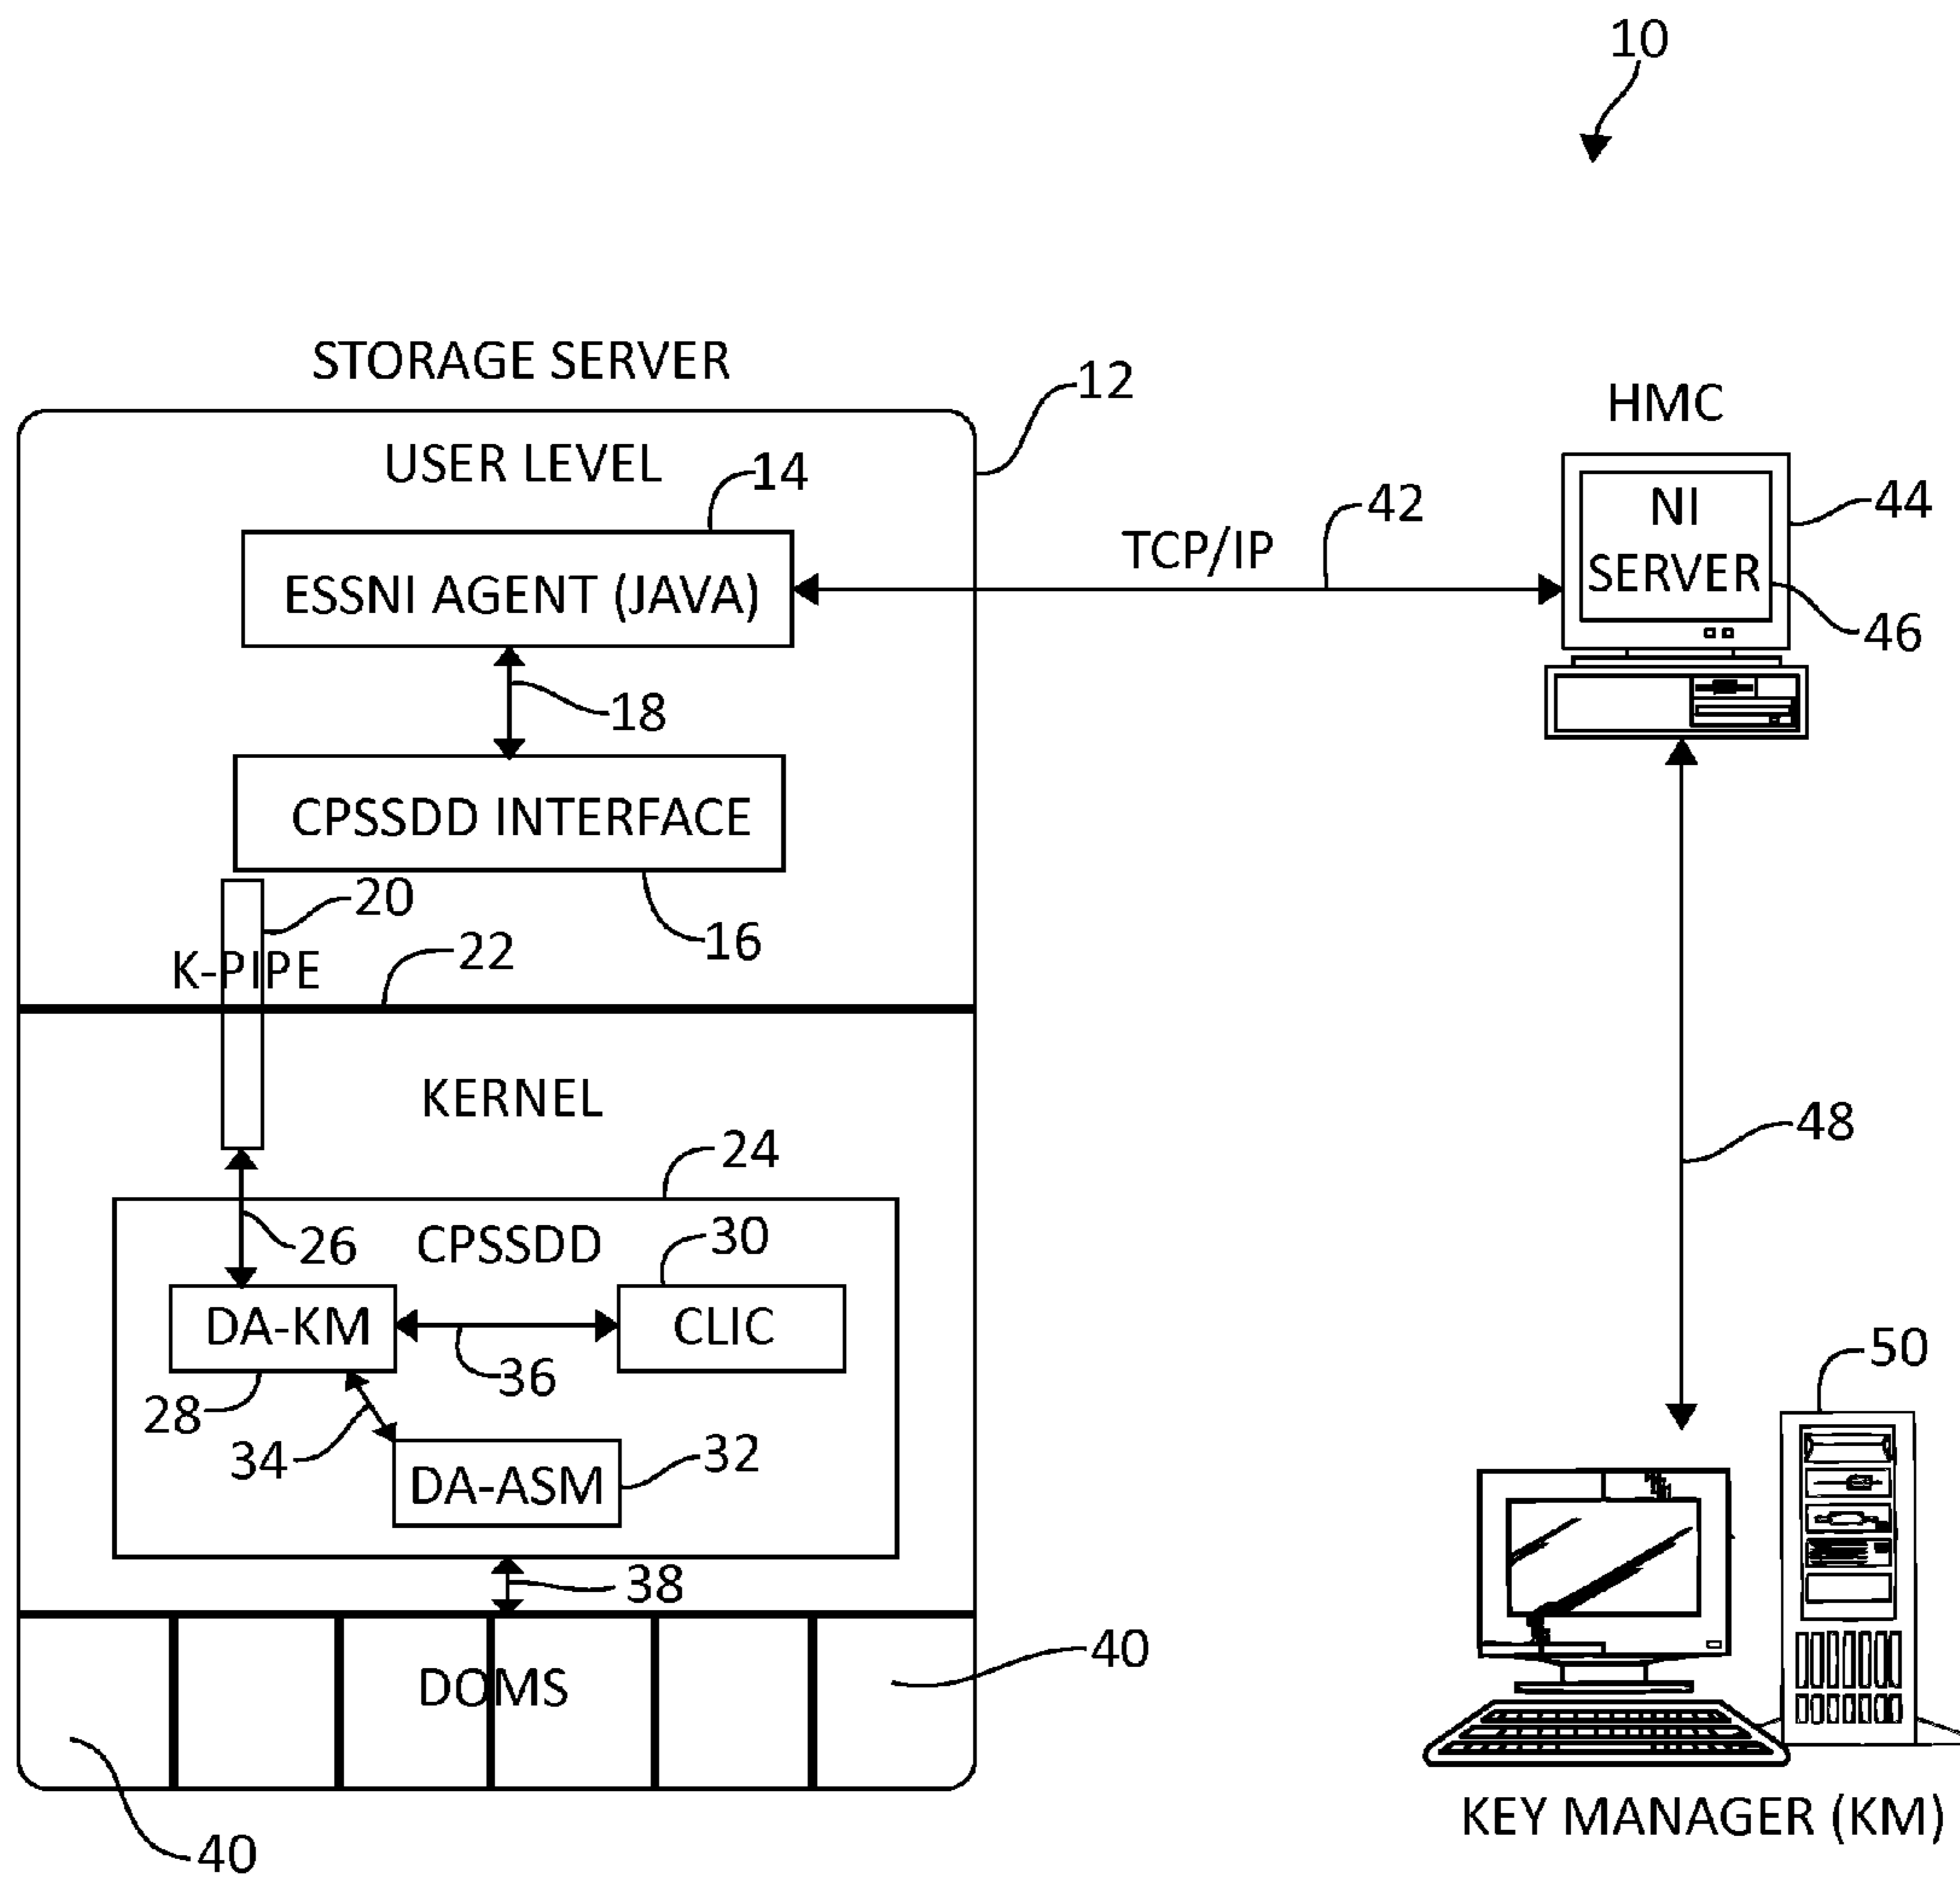 10
STORAGE SERVER
12
HMC
USER LEVEL
14
NI
SERVER
44
42
TCP/IP
ESSNI AGENT (JAVA)
46
18
CPSSDD INTERFACE
20
16
K-PIPE
22
KERNEL
48
24
26
CPSSDD
30
DA-KM
CLIC
36
28
34
32
DA-ASM
50
38
40
DOMS
40
KEY MANAGER (KM)